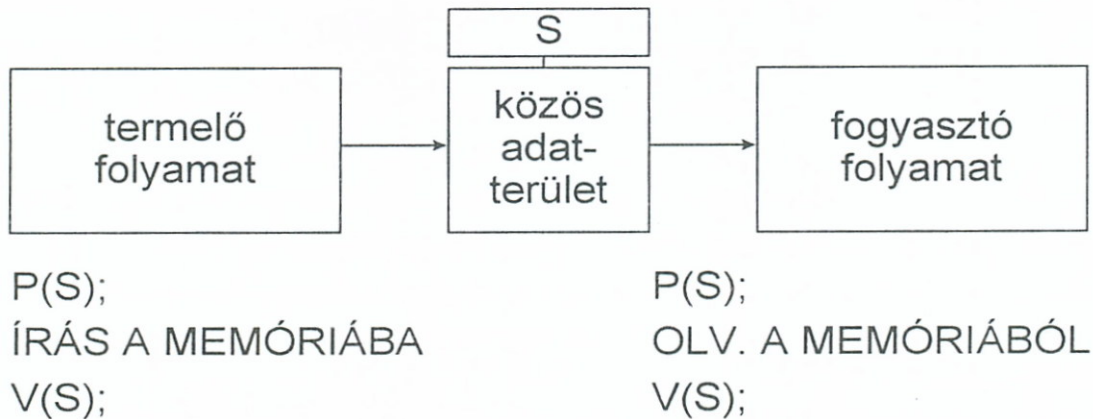 S
termelő
folyamat
közös
adat-
terület
fogyasztó
folyamat
P(S);
ÍRÁS A MEMÓRIÁBA
V(S);
P(S);
OLV. A MEMÓRIÁBÓL
V(S);